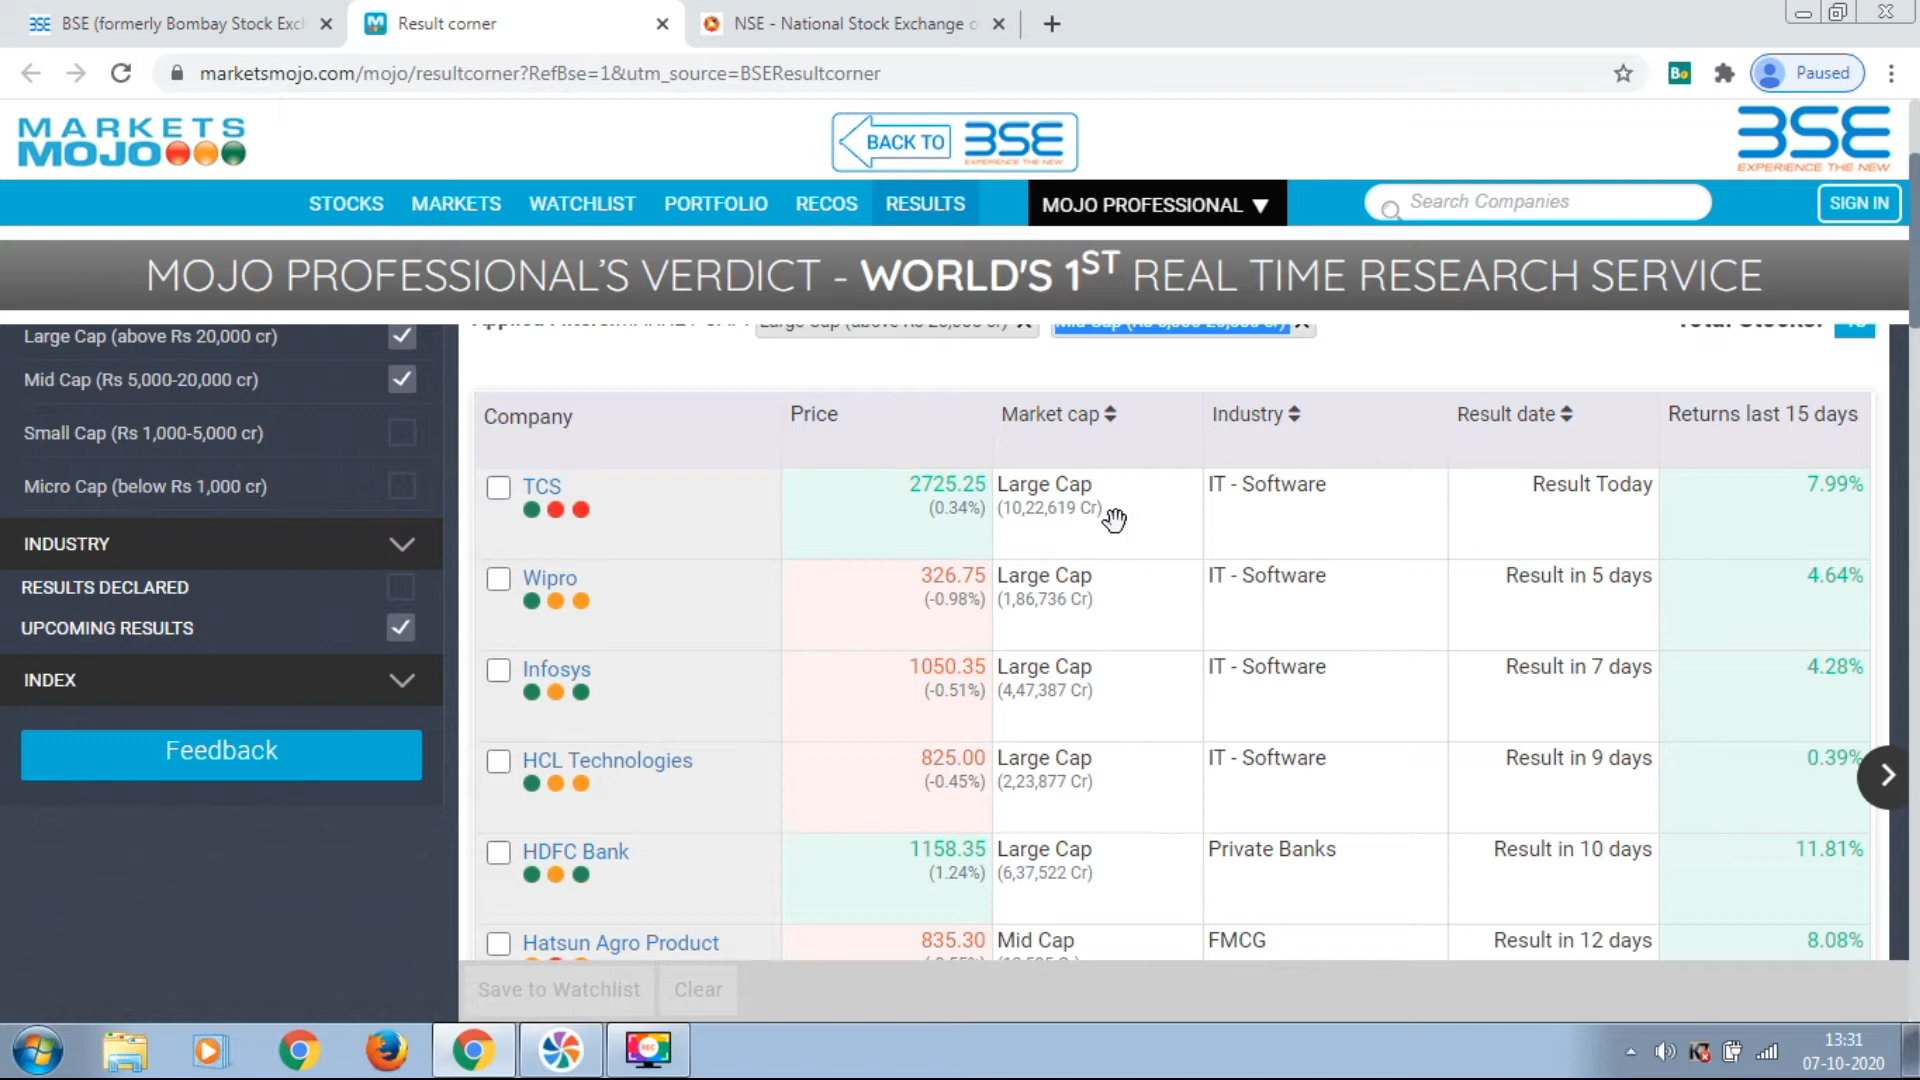 BSE (formerly Bombay Stock Exc
Result corner
NSE - National Stock Exchange o
marketsmojo.com/mojo/resultcorner?RefBse=1&utm_source=BSEResultcorner
Paused
MARKETS
MOJO
BACK TO BSE
EXPERIENCE THE NEW
BSE
EXPERIENCE THE NEW
STOCKS MARKETS WATCHLIST PORTFOLIO RECOS RESULTS MOJO PROFESSIONAL ▼ Search Companies SIGN IN
MOJO PROFESSIONAL'S VERDICT - WORLD'S 1ST REAL TIME RESEARCH SERVICE
Large Cap (above Rs 20,000 cr)
Mid Cap (Rs 5,000-20,000 cr)
Small Cap (Rs 1,000-5,000 cr)
Micro Cap (below Rs 1,000 cr)
INDUSTRY
RESULTS DECLARED
UPCOMING RESULTS
INDEX
Feedback
Company Price Market cap Industry Result date Returns last 15 days
TCS 2725.25 Large Cap IT - Software Result Today 7.99%
(0.34%) (10,22,619 Cr)
Wipro 326.75 Large Cap IT - Software Result in 5 days 4.64%
(-0.98%) (1,86,736 Cr)
Infosys 1050.35 Large Cap IT - Software Result in 7 days 4.28%
(-0.51%) (4,47,387 Cr)
HCL Technologies 825.00 Large Cap IT - Software Result in 9 days 0.39%
(-0.45%) (2,23,877 Cr)
HDFC Bank 1158.35 Large Cap Private Banks Result in 10 days 11.81%
(1.24%) (6,37,522 Cr)
Hatsun Agro Product 835.30 Mid Cap FMCG Result in 12 days 8.08%
Save to Watchlist Clear
REC
13:31
07-10-2020